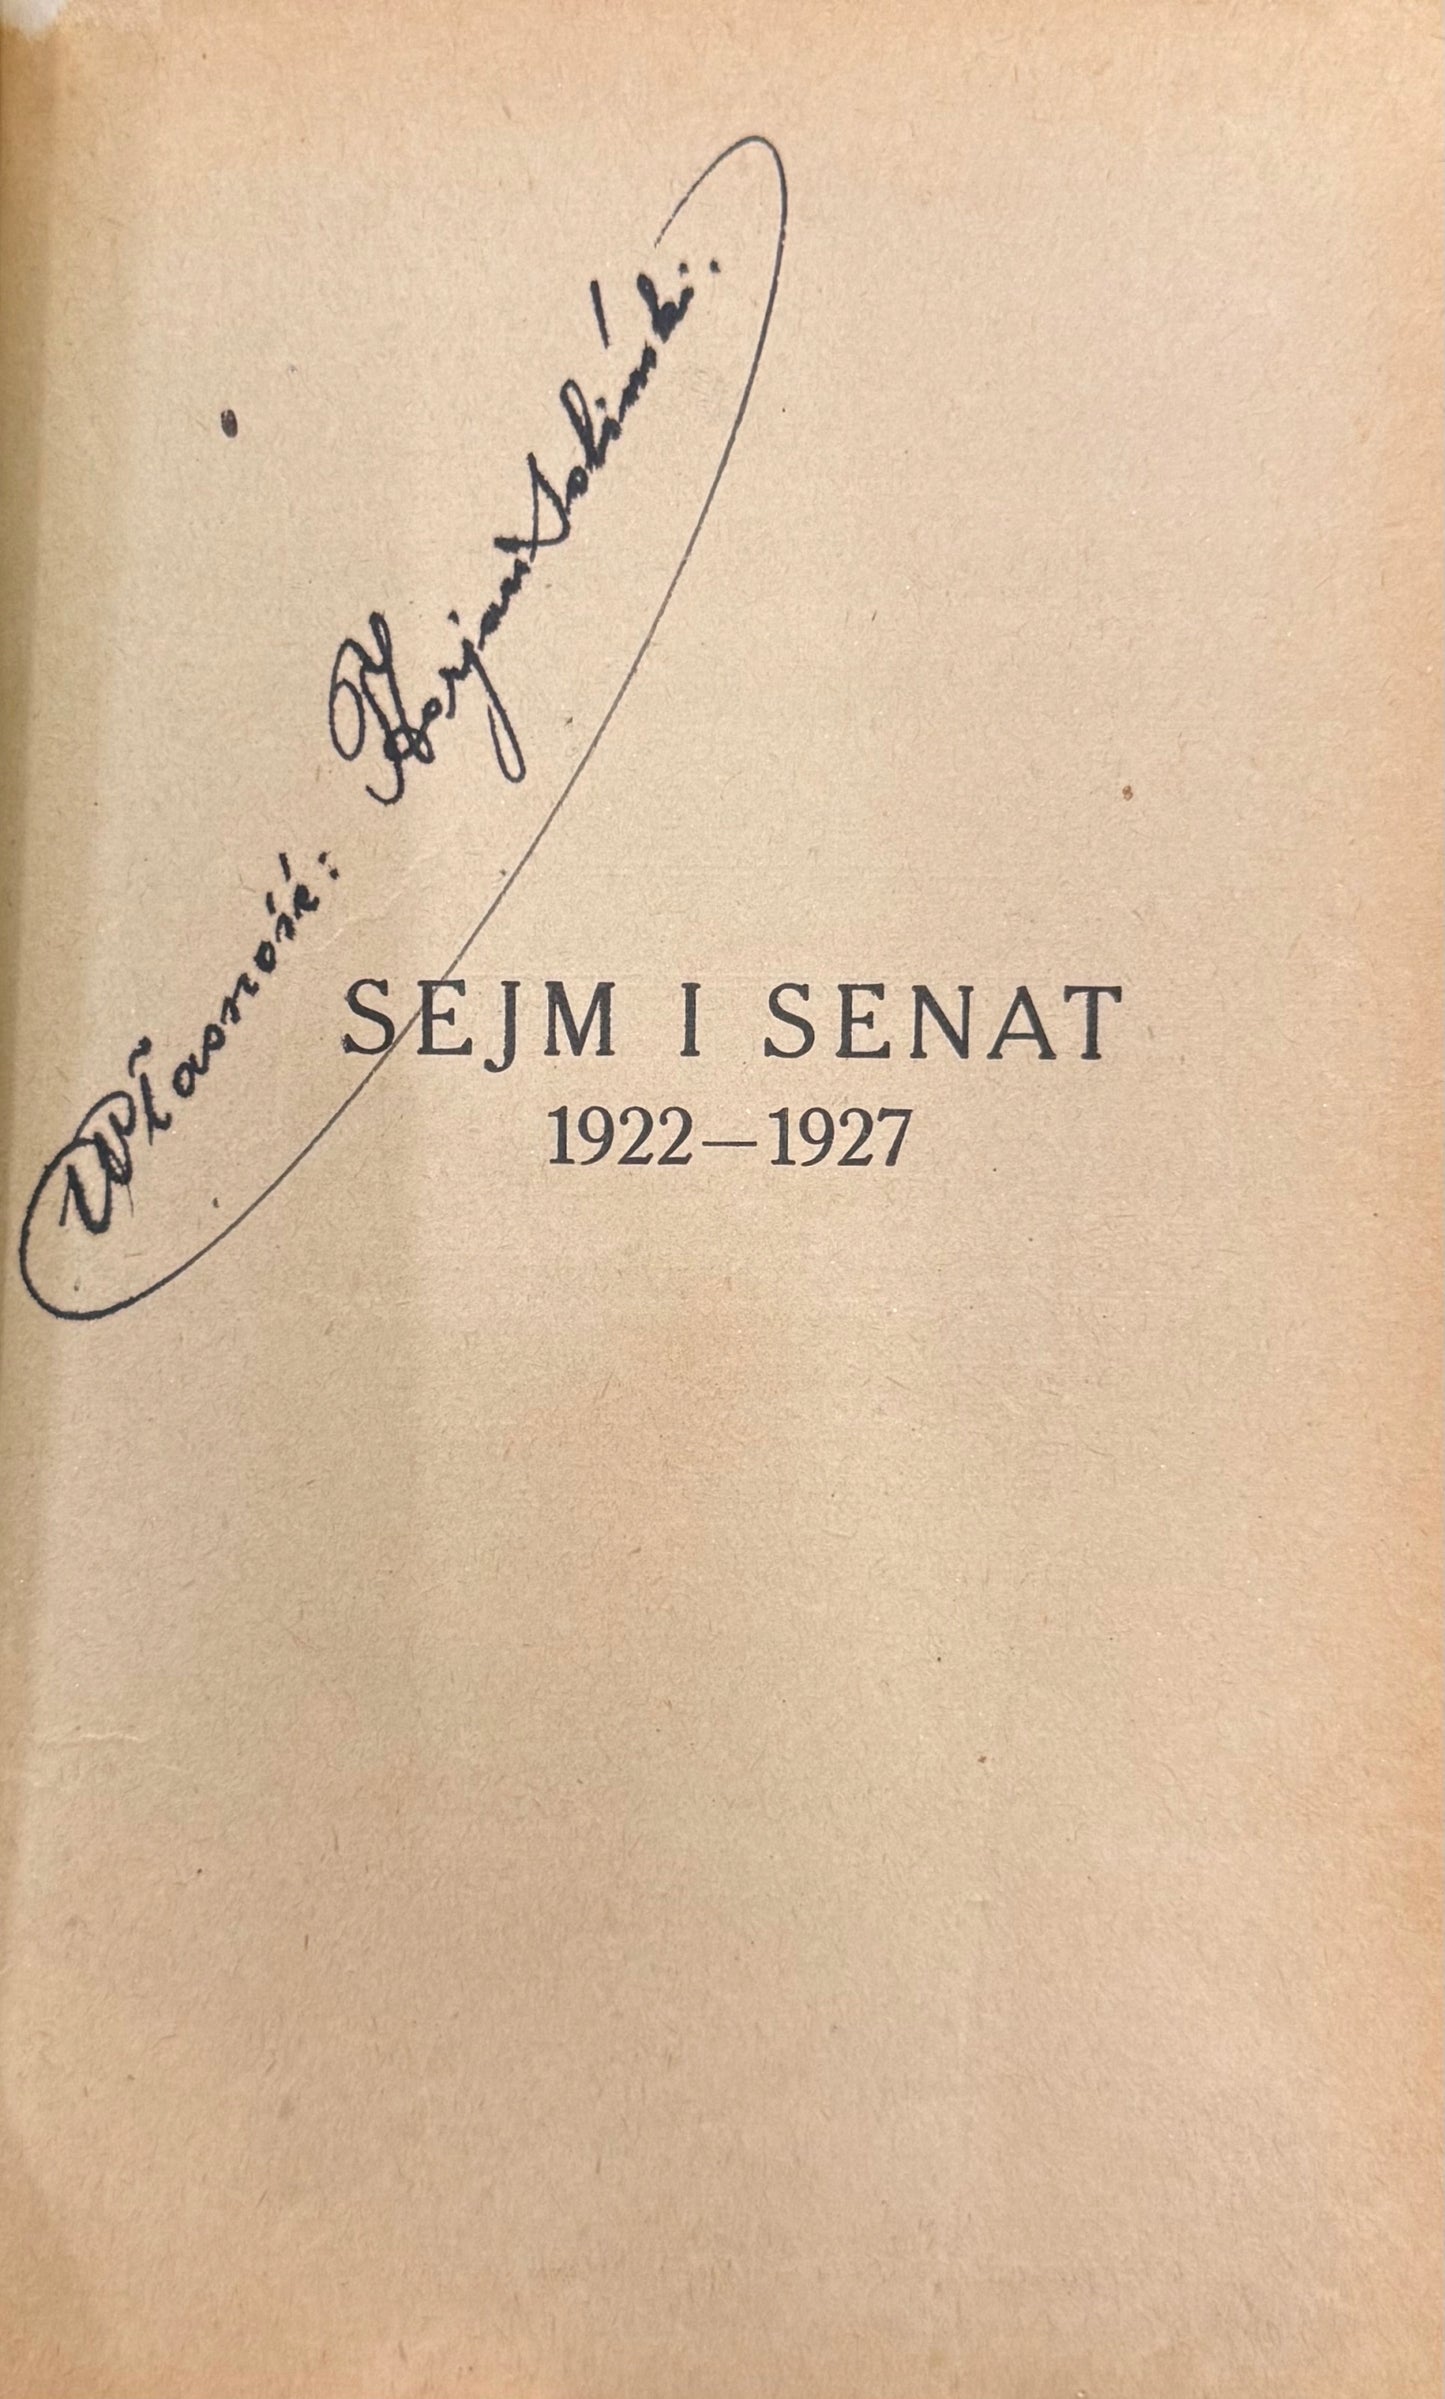 Własność:
SEJM I SENAT
1922—1927